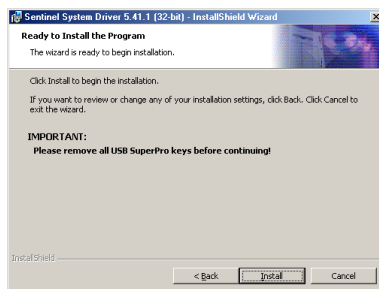 Sentinel System Driver 5.41.1 (32-bit) - InstallShield Wizard
Ready to Install the Program
The wizard is ready to begin installation.
Click Install to begin the installation.
If you want to review or change any of your installation settings, click Back. Click Cancel to
exit the wizard.
IMPORTANT:
Please remove all USB SuperPro keys before continuing!
InstallShield
< Back
Install
Cancel